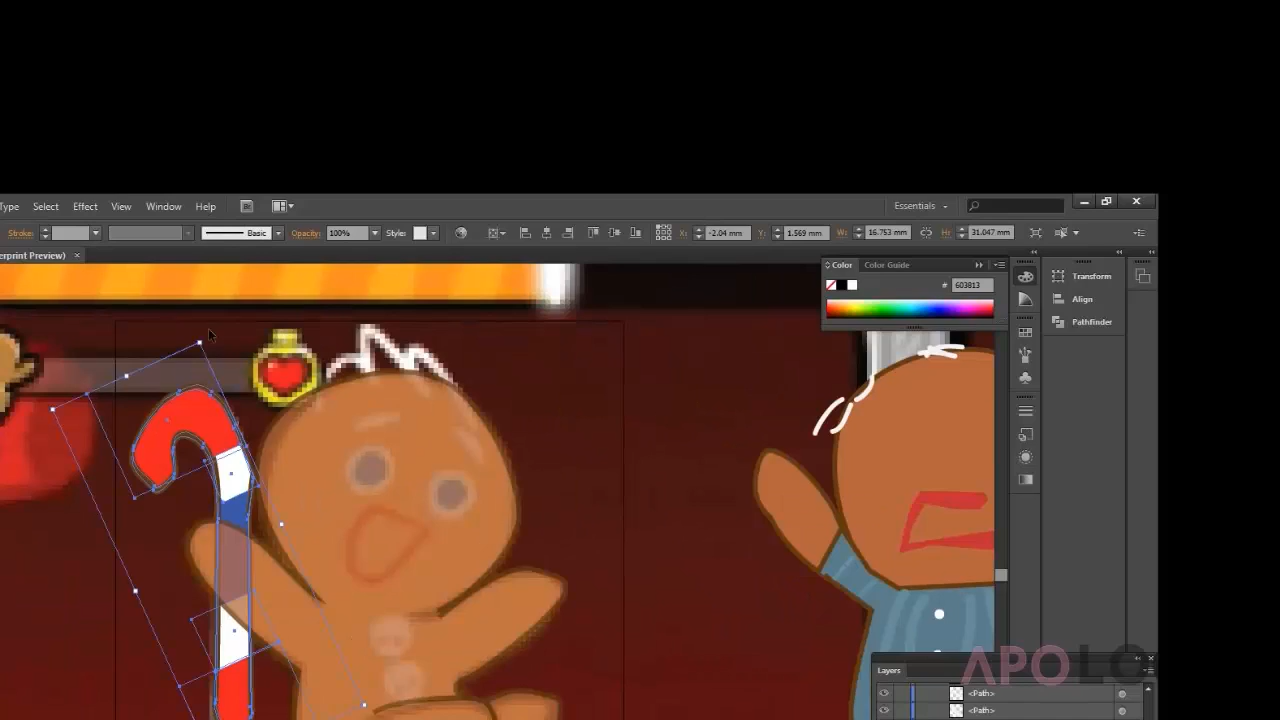 Type Select Effect View Window Help Br Essentials
Stroke: Basic Opacity: 100% Style: X: -2.04 mm Y: 1.569 mm W: 16.753 mm H: 31.047 mm
erprint Preview) ×
Color Color Guide
# 603813
Transform
Align
Pathfinder
Layers
APOLO
<Path>
<Path>